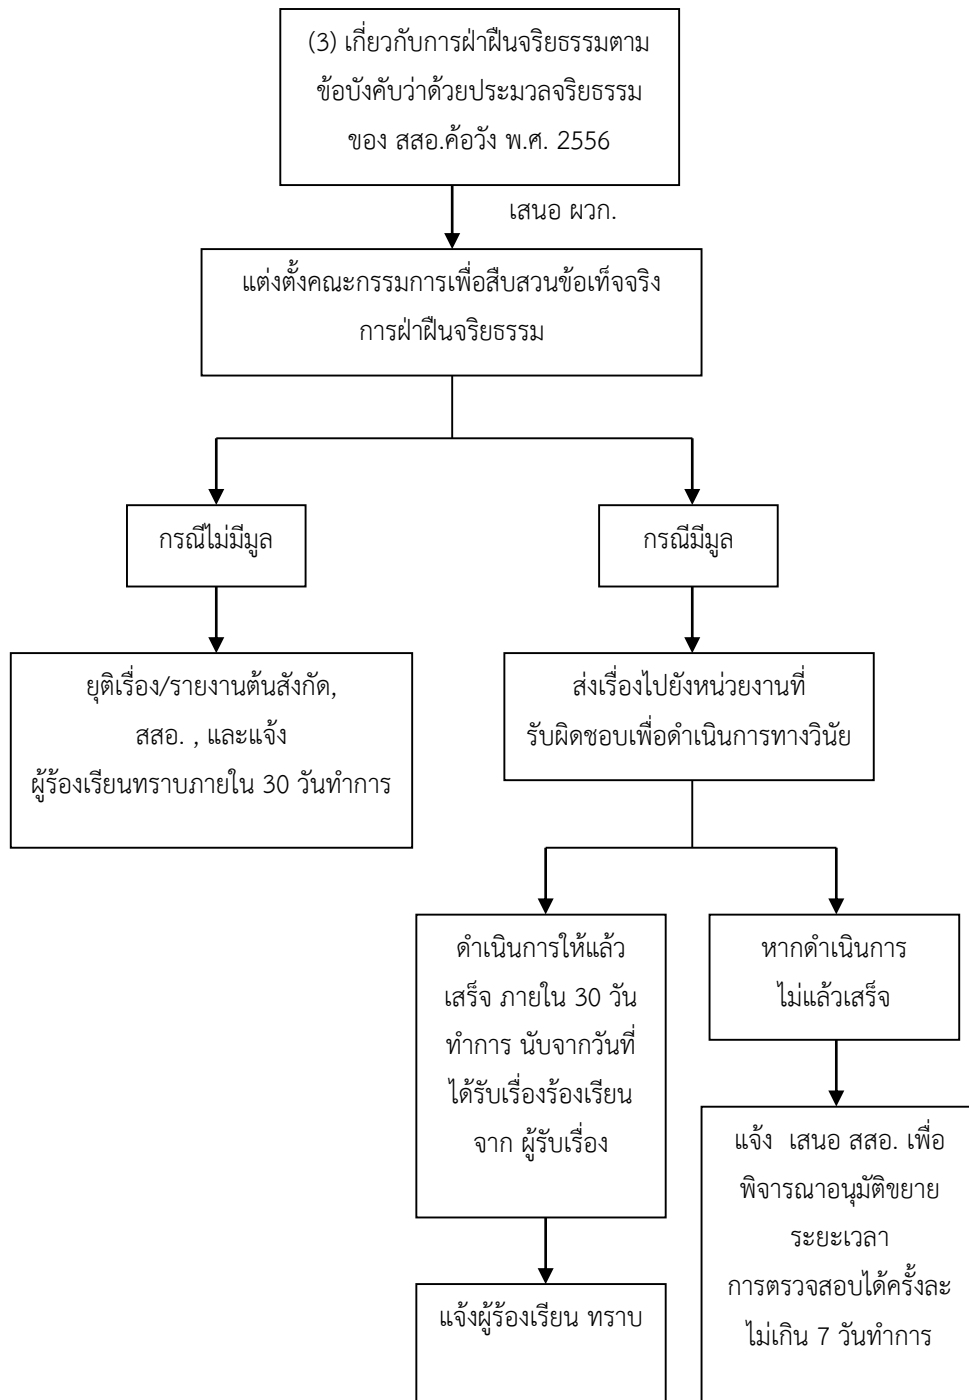 (3) เกี่ยวกับการฝ่าฝืนจริยธรรมตาม
ข้อบังคับว่าด้วยประมวลจริยธรรม
ของ สสอ.ค้อวัง พ.ศ. 2556
เสนอ ผวก.
แต่งตั้งคณะกรรมการเพื่อสืบสวนข้อเท็จจริง
การฝ่าฝืนจริยธรรม
กรณีไม่มีมูล
กรณีมีมูล
ยุติเรื่อง/รายงานต้นสังกัด,
สสอ. , และแจ้ง
ผู้ร้องเรียนทราบภายใน 30 วันทำการ
ส่งเรื่องไปยังหน่วยงานที่
รับผิดชอบเพื่อดำเนินการทางวินัย
ดำเนินการให้แล้ว
เสร็จ ภายใน 30 วัน
ทำการ นับจากวันที่
ได้รับเรื่องร้องเรียน
จาก ผู้รับเรื่อง
หากดำเนินการ
ไม่แล้วเสร็จ
แจ้ง เสนอ สสอ. เพื่อ
พิจารณาอนุมัติขยาย
ระยะเวลา
การตรวจสอบได้ครั้งละ
ไม่เกิน 7 วันทำการ
แจ้งผู้ร้องเรียน ทราบ